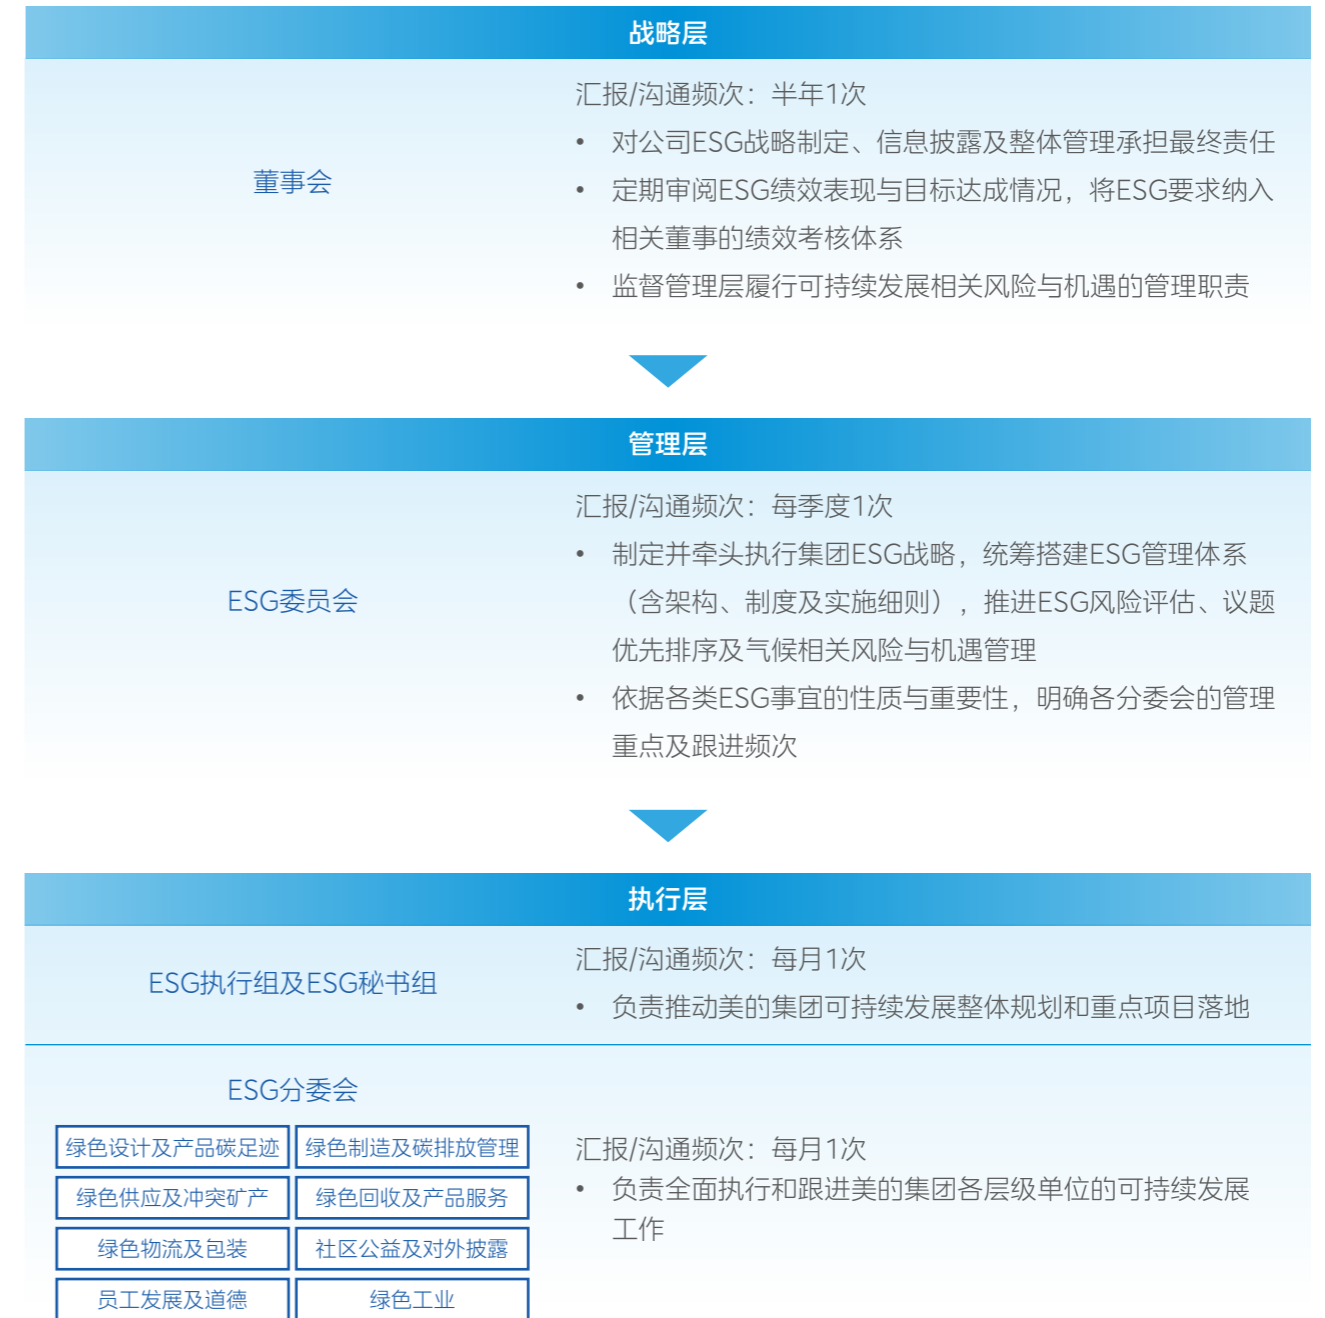 战略层
董事会
汇报/沟通频次：半年1次
• 对公司ESG战略制定、信息披露及整体管理承担最终责任
• 定期审阅ESG绩效表现与目标达成情况，将ESG要求纳入
相关董事的绩效考核体系
• 监督管理层履行可持续发展相关风险与机遇的管理职责
管理层
ESG委员会
汇报/沟通频次：每季度1次
• 制定并牵头执行集团ESG战略，统筹搭建ESG管理体系
（含架构、制度及实施细则），推进ESG风险评估、议题
优先排序及气候相关风险与机遇管理
• 依据各类ESG事宜的性质与重要性，明确各分委会的管理
重点及跟进频次
执行层
ESG执行组及ESG秘书组
汇报/沟通频次：每月1次
• 负责推动美的集团可持续发展整体规划和重点项目落地
ESG分委会
绿色设计及产品碳足迹
绿色制造及碳排放管理
绿色供应及冲突矿产
绿色回收及产品服务
绿色物流及包装
社区公益及对外披露
员工发展及道德
绿色工业
汇报/沟通频次：每月1次
• 负责全面执行和跟进美的集团各层级单位的可持续发展
工作